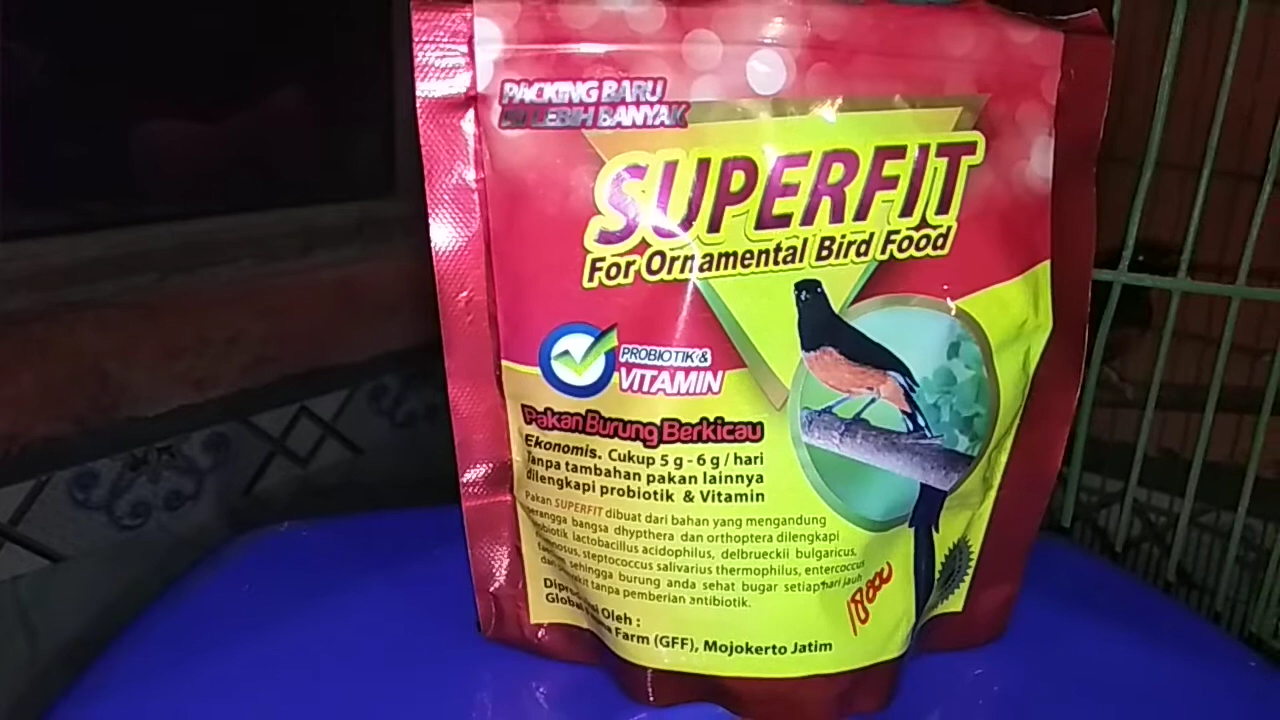 PACKING BARU
LEBIH BANYAK
SUPERFIT
For Ornamental Bird Food
PROBIOTIK &
VITAMIN
Pakan Burung Berkicau
Ekonomis. Cukup 5 g - 6 g / hari
Tanpa tambahan pakan lainnya
dilengkapi probiotik & Vitamin
Pakan SUPERFIT dibuat dari bahan yang mengandung
bangsa dhypthera dan orthoptera dilengkapi
lactobacillus acidophilus, delbrueckii bulgaricus,
steptococcus salivarius thermophilus, entercoccus
sehingga burung anda sehat bugar setiap hari jauh
tanpa pemberian antibiotik.
Oleh :
Global Farm (GFF), Mojokerto Jatim
18000